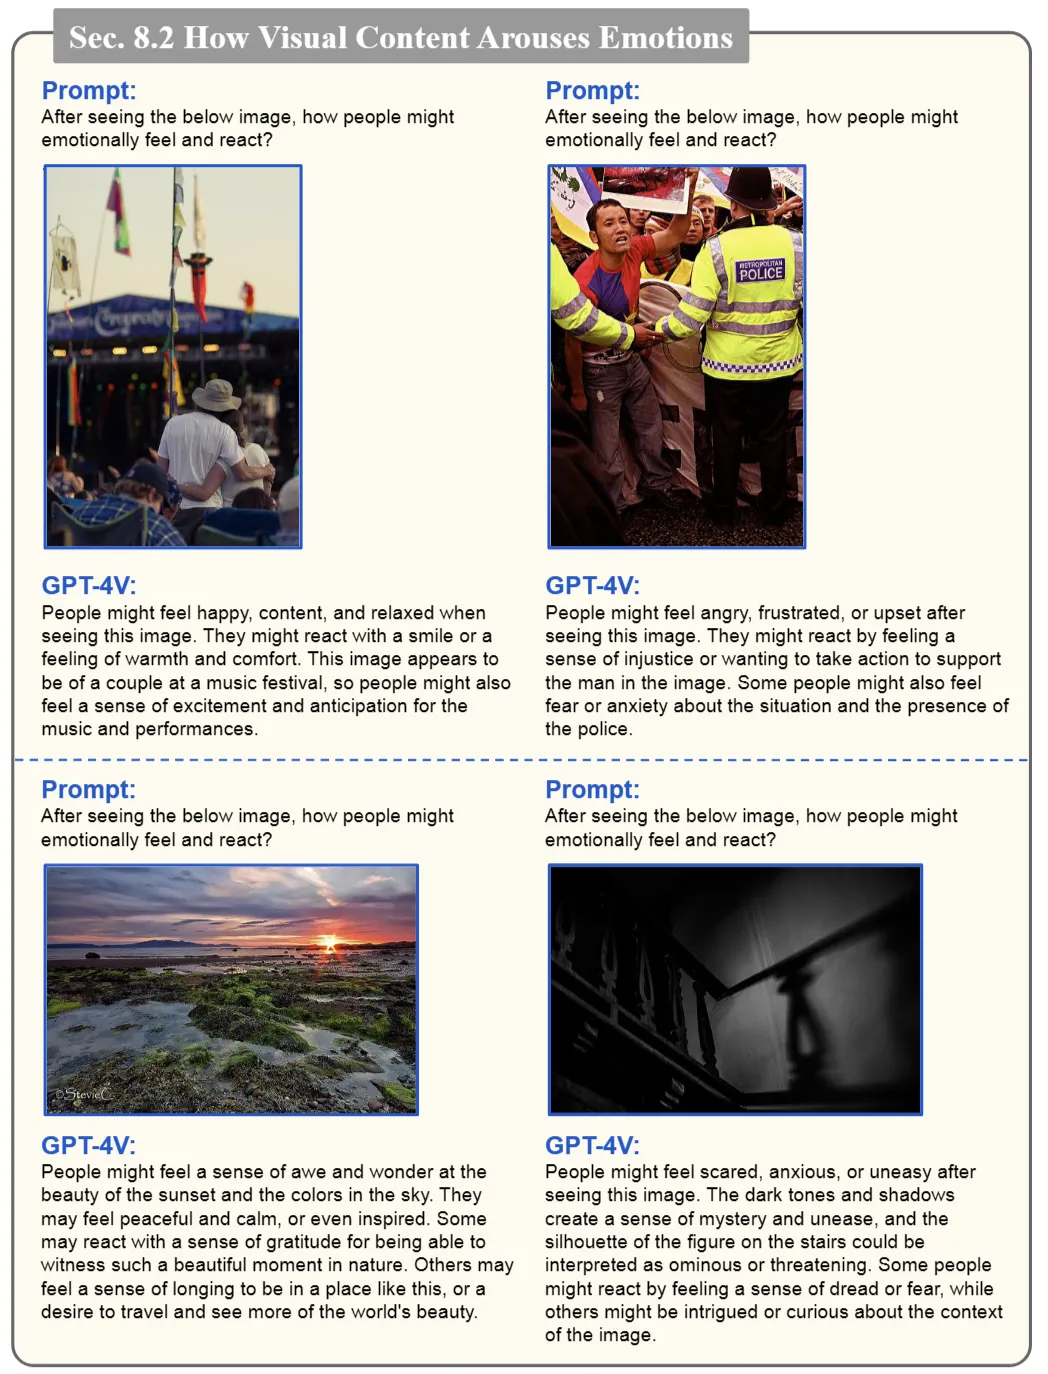 Sec. 8.2 How Visual Content Arouses Emotions
Prompt:
After seeing the below image, how people might
emotionally feel and react?
Prompt:
After seeing the below image, how people might
emotionally feel and react?
METROPOLITAN
POLICE
GPT-4V:
People might feel happy, content, and relaxed when
seeing this image. They might react with a smile or a
feeling of warmth and comfort. This image appears to
be of a couple at a music festival, so people might also
feel a sense of excitement and anticipation for the
music and performances.
GPT-4V:
People might feel angry, frustrated, or upset after
seeing this image. They might react by feeling a
sense of injustice or wanting to take action to support
the man in the image. Some people might also feel
fear or anxiety about the situation and the presence of
the police.
Prompt:
After seeing the below image, how people might
emotionally feel and react?
Prompt:
After seeing the below image, how people might
emotionally feel and react?
©StevieC
GPT-4V:
People might feel a sense of awe and wonder at the
beauty of the sunset and the colors in the sky. They
may feel peaceful and calm, or even inspired. Some
may react with a sense of gratitude for being able to
witness such a beautiful moment in nature. Others may
feel a sense of longing to be in a place like this, or a
desire to travel and see more of the world's beauty.
GPT-4V:
People might feel scared, anxious, or uneasy after
seeing this image. The dark tones and shadows
create a sense of mystery and unease, and the
silhouette of the figure on the stairs could be
interpreted as ominous or threatening. Some people
might react by feeling a sense of dread or fear, while
others might be intrigued or curious about the context
of the image.